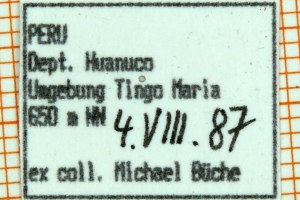 PERU
Dept. Huanuco
Umgebung Tingo Maria
650 m NN 4.VIII.87
ex coll. Michael Büche